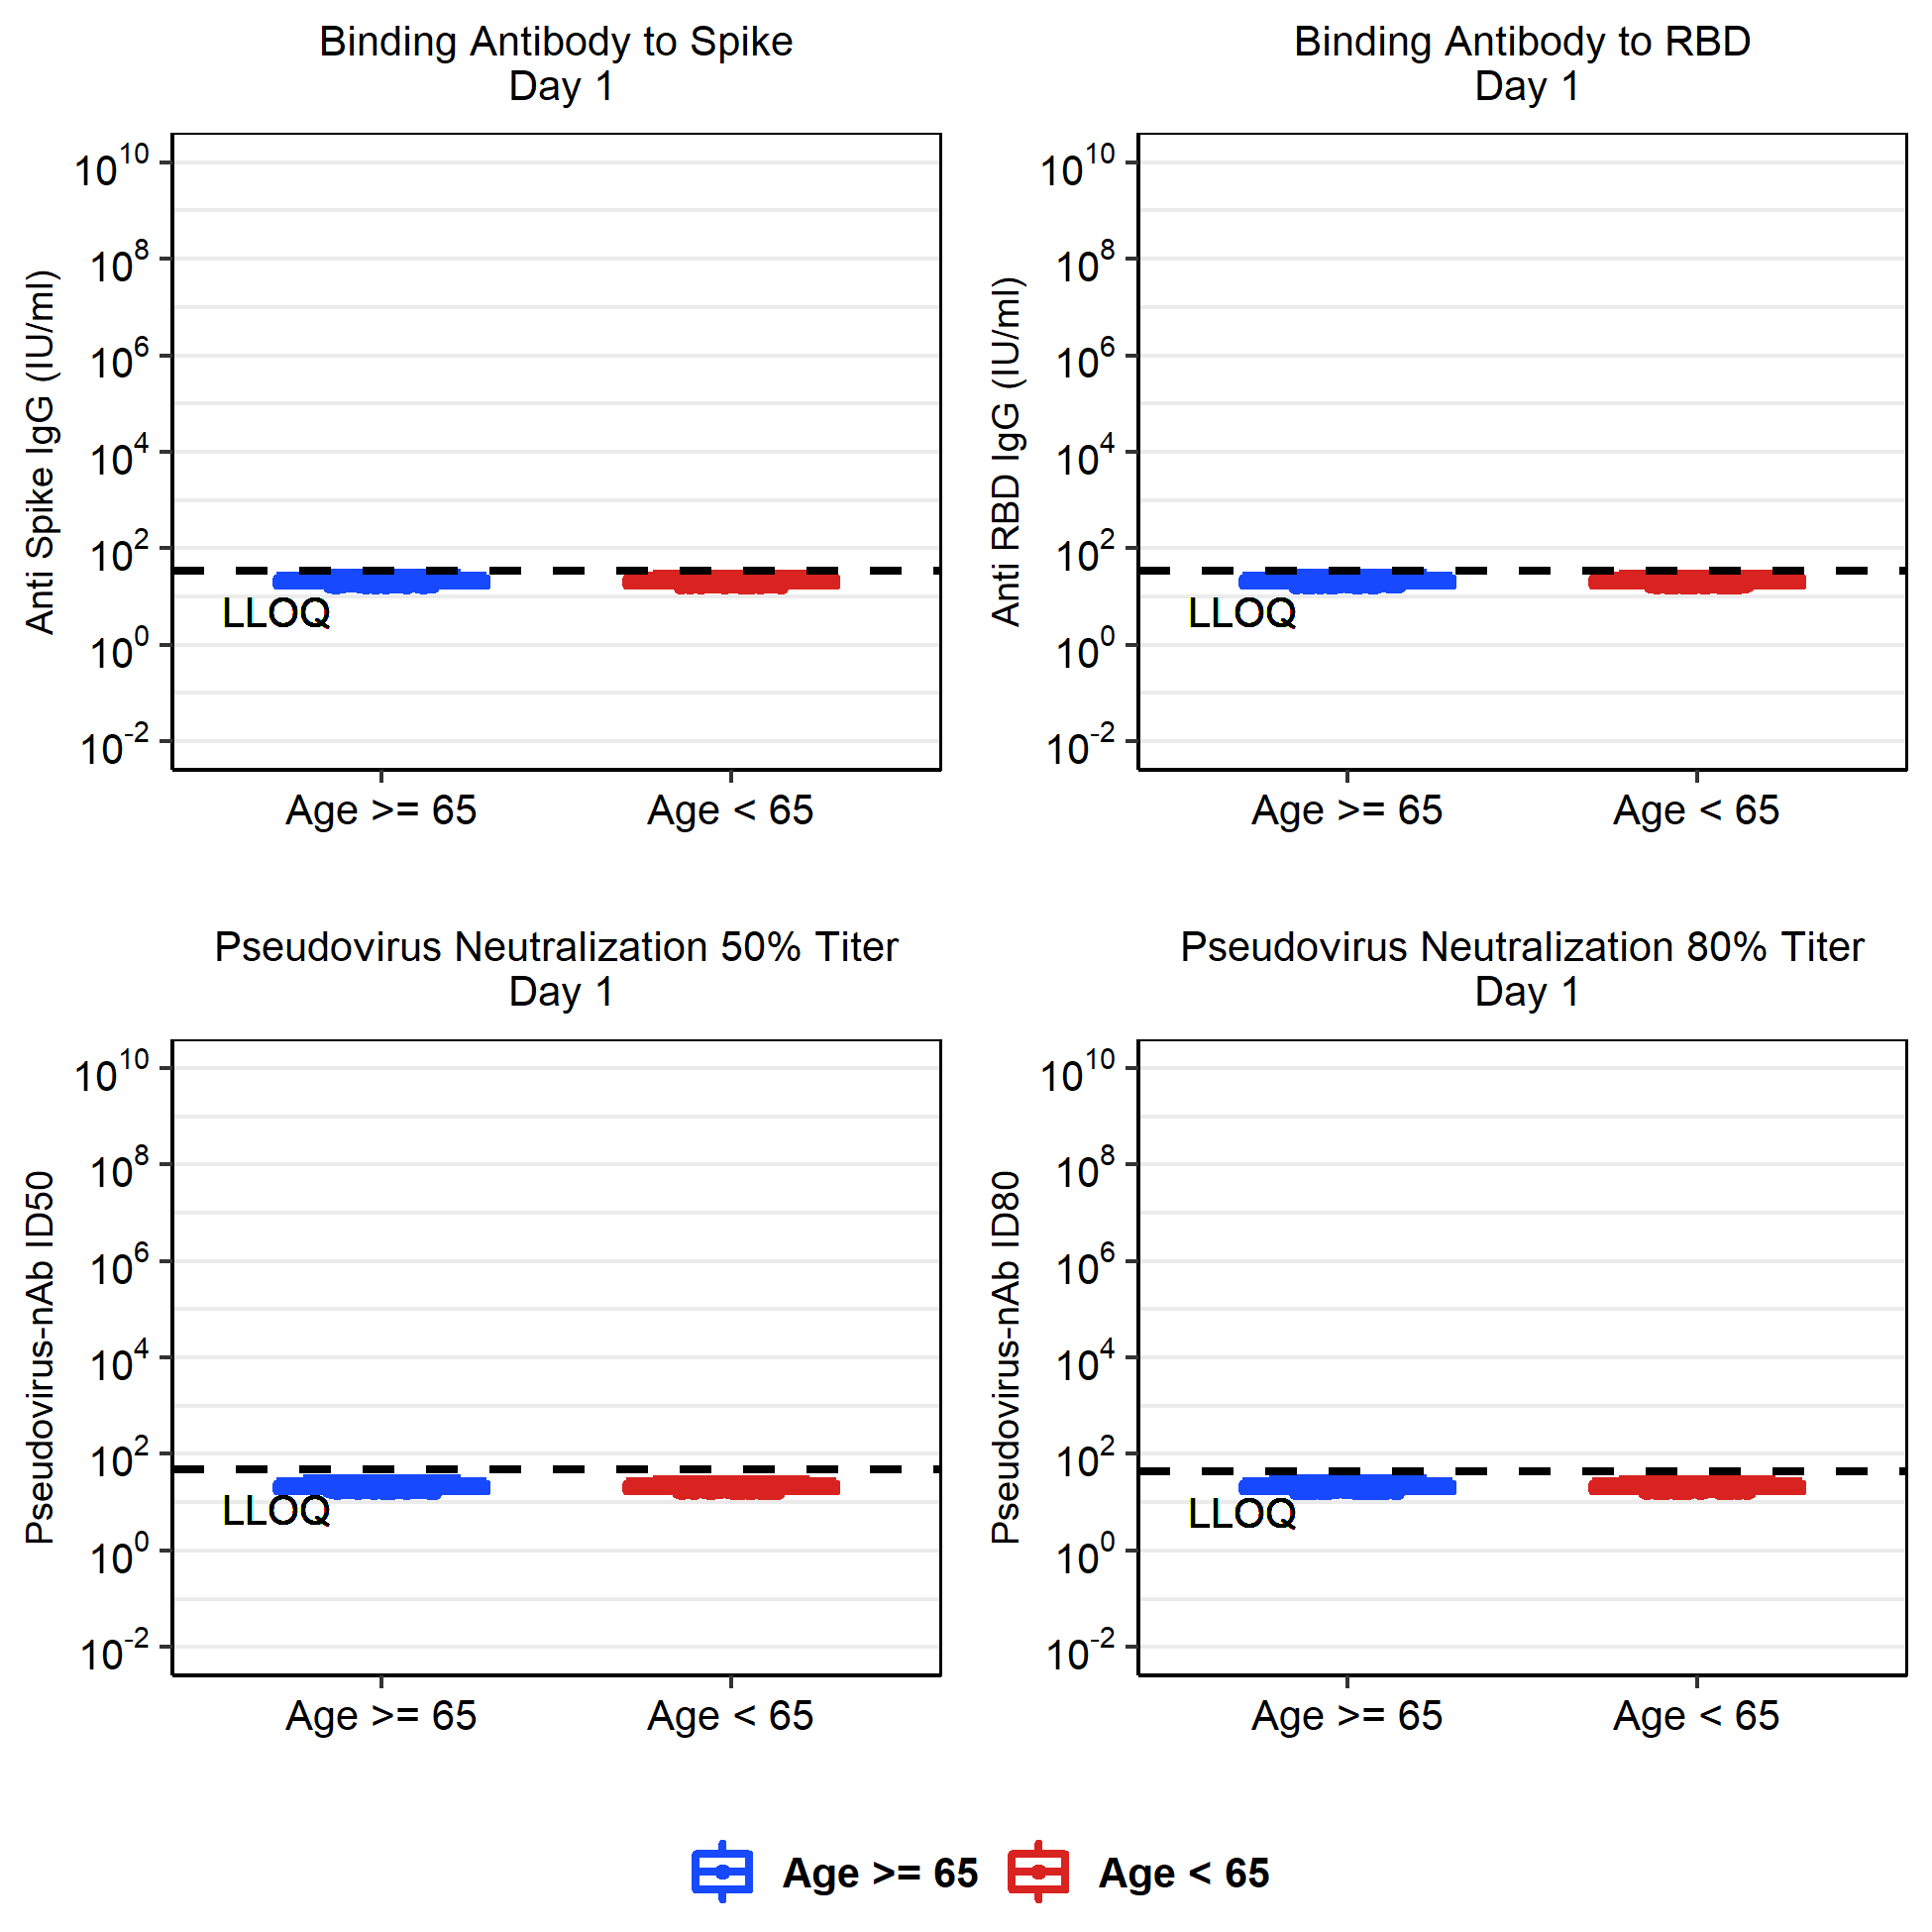 Binding Antibody to Spike
Day 1
Anti Spike IgG (IU/ml)
10^10
10^8
10^6
10^4
10^2
10^0
10^-2
LLOQ
Age >= 65
Age < 65
Binding Antibody to RBD
Day 1
Anti RBD IgG (IU/ml)
10^10
10^8
10^6
10^4
10^2
10^0
10^-2
LLOQ
Age >= 65
Age < 65
Pseudovirus Neutralization 50% Titer
Day 1
Pseudovirus-nAb ID50
10^10
10^8
10^6
10^4
10^2
10^0
10^-2
LLOQ
Age >= 65
Age < 65
Pseudovirus Neutralization 80% Titer
Day 1
Pseudovirus-nAb ID80
10^10
10^8
10^6
10^4
10^2
10^0
10^-2
LLOQ
Age >= 65
Age < 65
Age >= 65
Age < 65